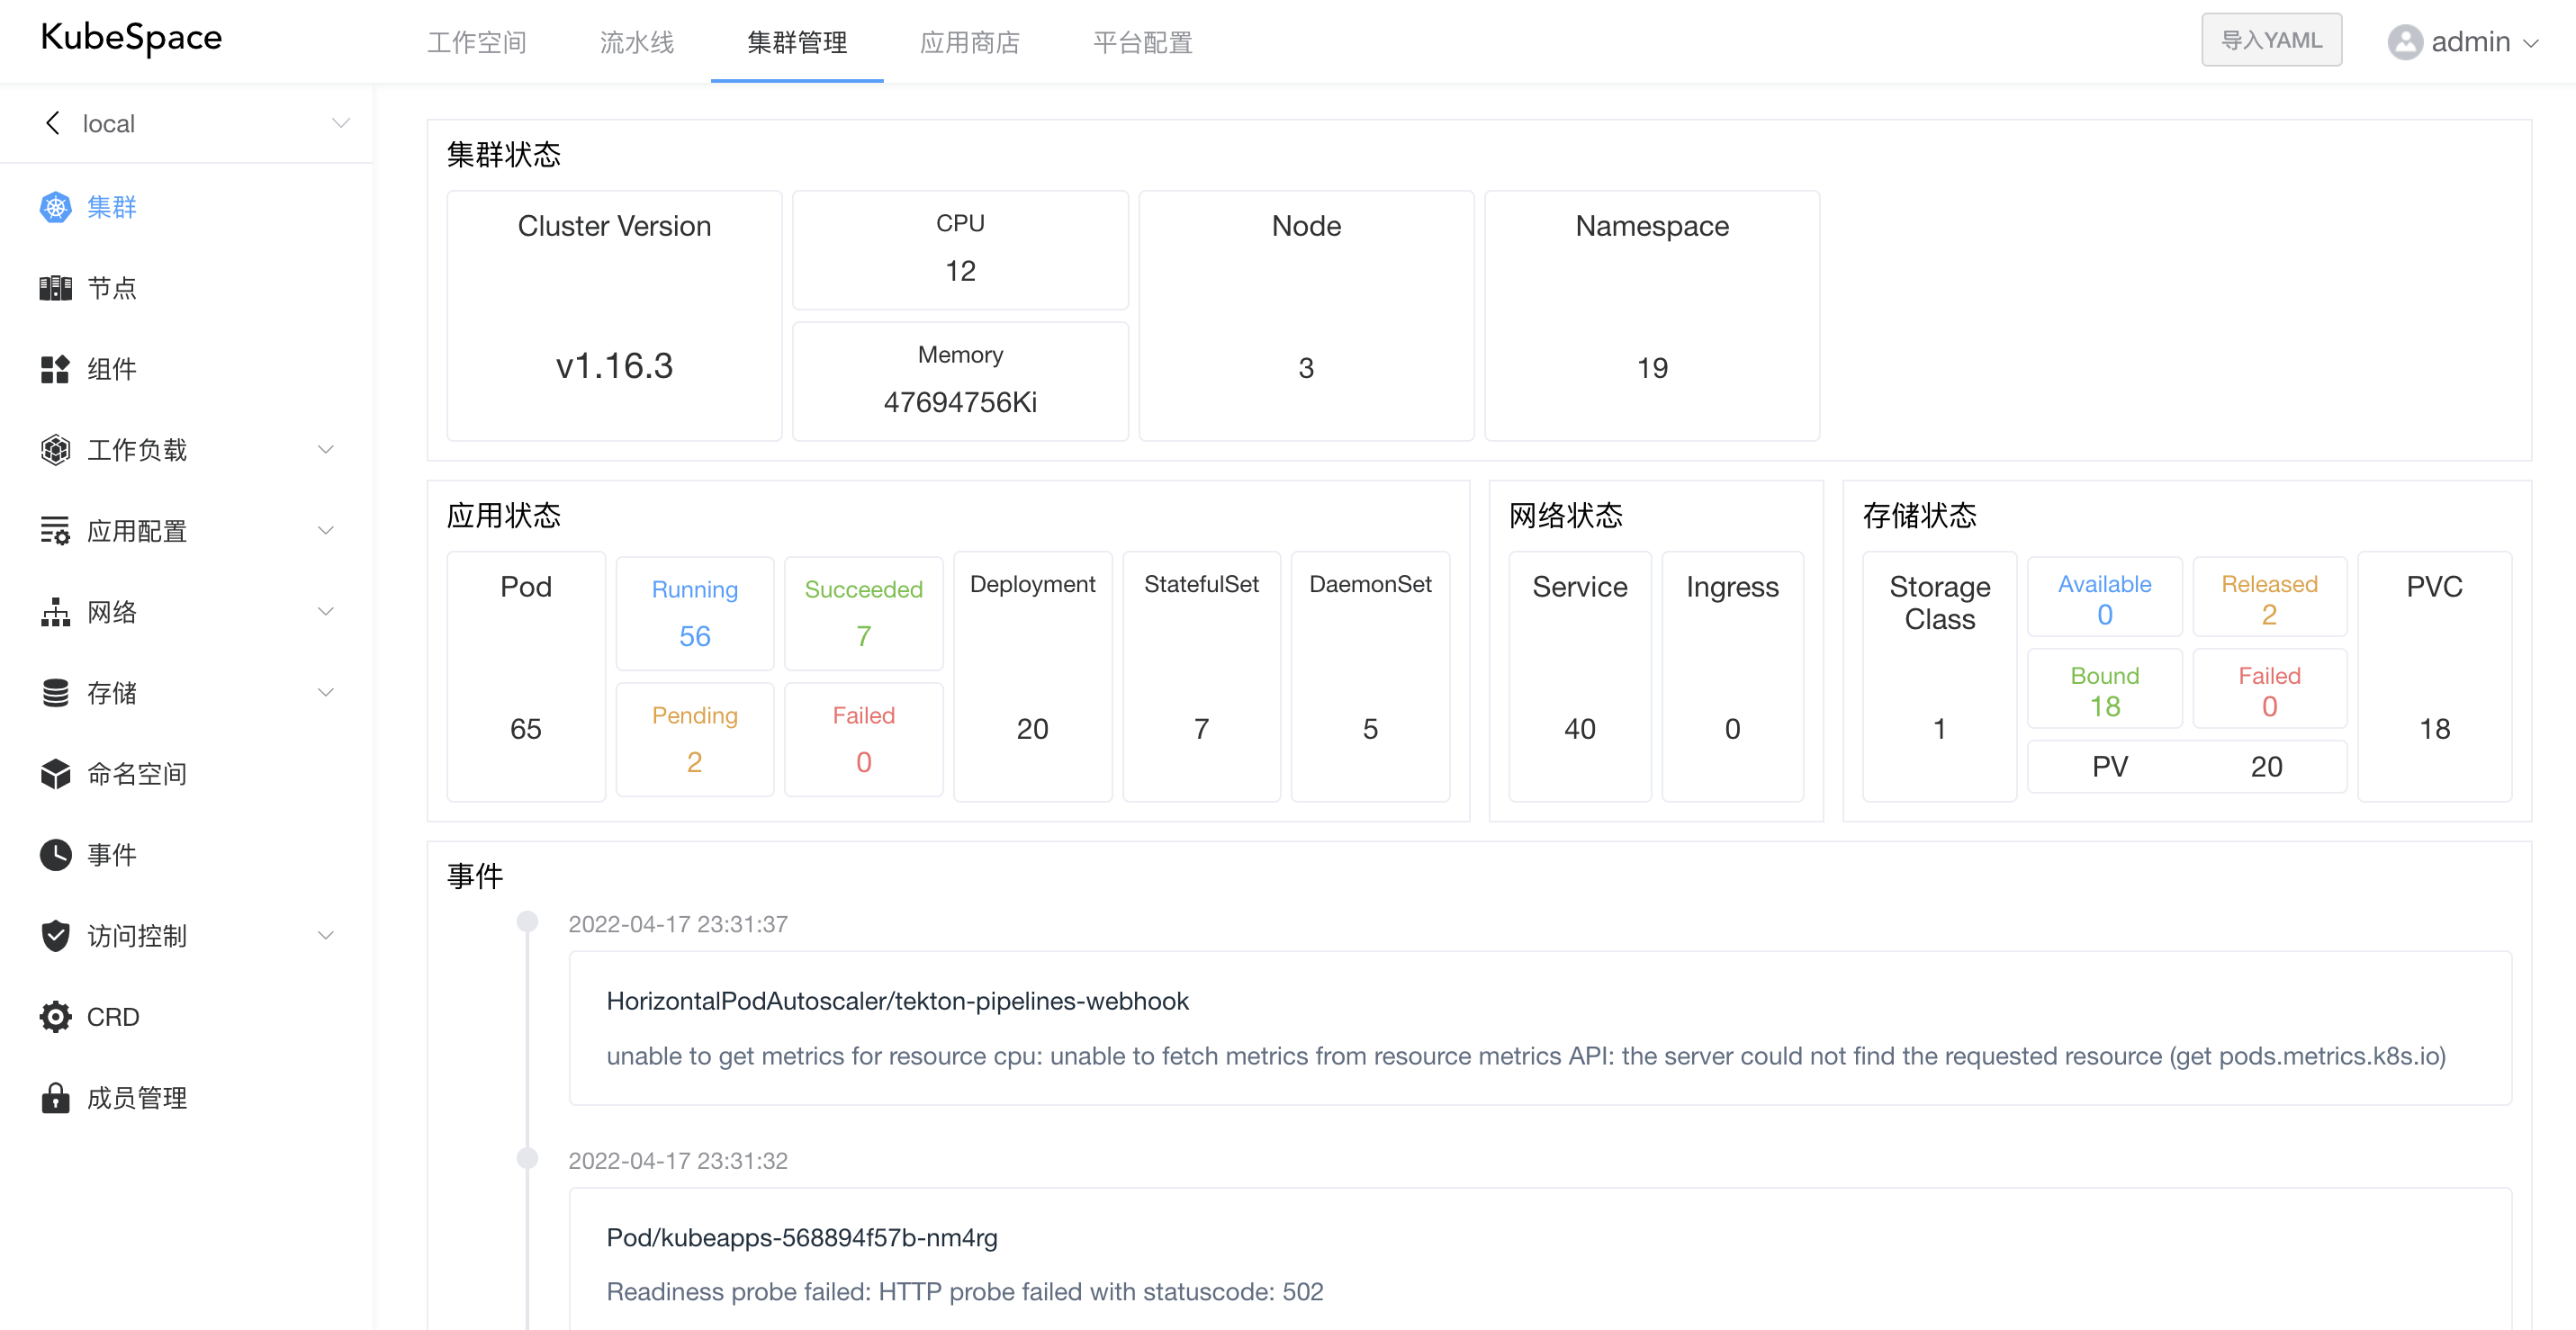 KubeSpace
工作空间
流水线
集群管理
应用商店
平台配置
导入YAML
admin
local
集群
节点
组件
工作负载
应用配置
网络
存储
命名空间
事件
访问控制
CRD
成员管理
集群状态
Cluster Version
v1.16.3
CPU
12
Memory
47694756Ki
Node
3
Namespace
19
应用状态
Pod
65
Running
56
Succeeded
7
Pending
2
Failed
0
Deployment
20
StatefulSet
7
DaemonSet
5
网络状态
Service
40
Ingress
0
存储状态
Storage
Class
1
Available
0
Released
2
Bound
18
Failed
0
PV 20
PVC
18
事件
2022-04-17 23:31:37
HorizontalPodAutoscaler/tekton-pipelines-webhook
unable to get metrics for resource cpu: unable to fetch metrics from resource metrics API: the server could not find the requested resource (get pods.metrics.k8s.io)
2022-04-17 23:31:32
Pod/kubeapps-568894f57b-nm4rg
Readiness probe failed: HTTP probe failed with statuscode: 502